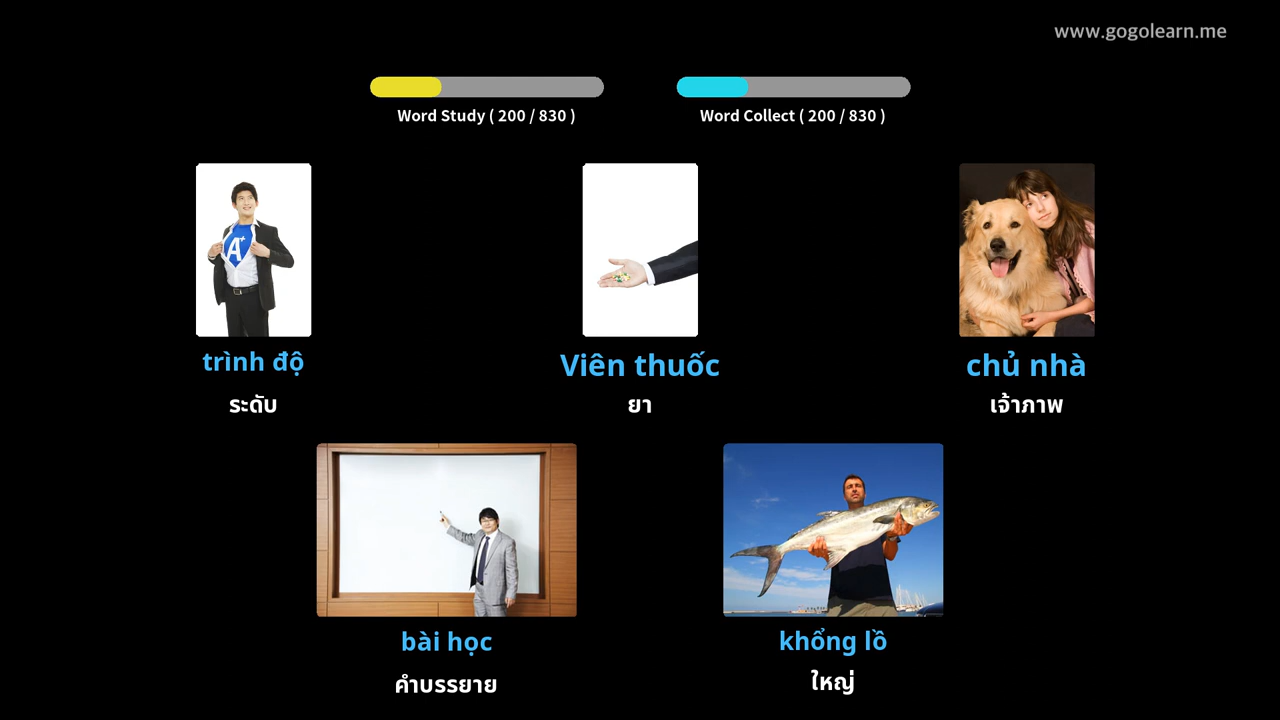 www.gogolearn.me
Word Study ( 200 / 830 )
Word Collect ( 200 / 830 )
A+
trình độ
ระดับ
Viên thuốc
ยา
chủ nhà
เจ้าภาพ
bài học
คำบรรยาย
khổng lồ
ใหญ่